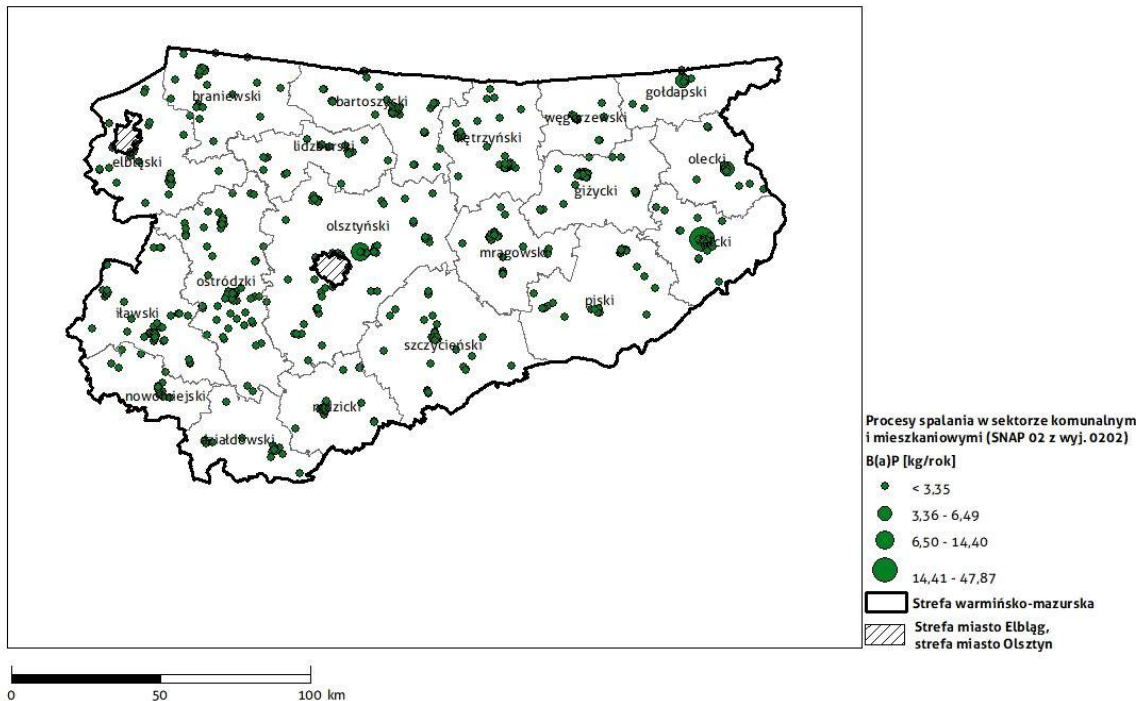 gołdapski
braniewski
bartoszycki
węgorzewski
kętrzyński
lidzbarski
olecki
elbląski
giżycki
olsztyński
ełcki
mrągowski
ostródzki
piski
iławski
szczycieński
nowomiejski
nidzicki
działdowski
Procesy spalania w sektorze komunalnym
i mieszkaniowymi (SNAP 02 z wyj. 0202)
B(a)P [kg/rok]
< 3,35
3,36 - 6,49
6,50 - 14,40
14,41 - 47,87
Strefa warmińsko-mazurska
Strefa miasto Elbląg,
strefa miasto Olsztyn
0 50 100 km